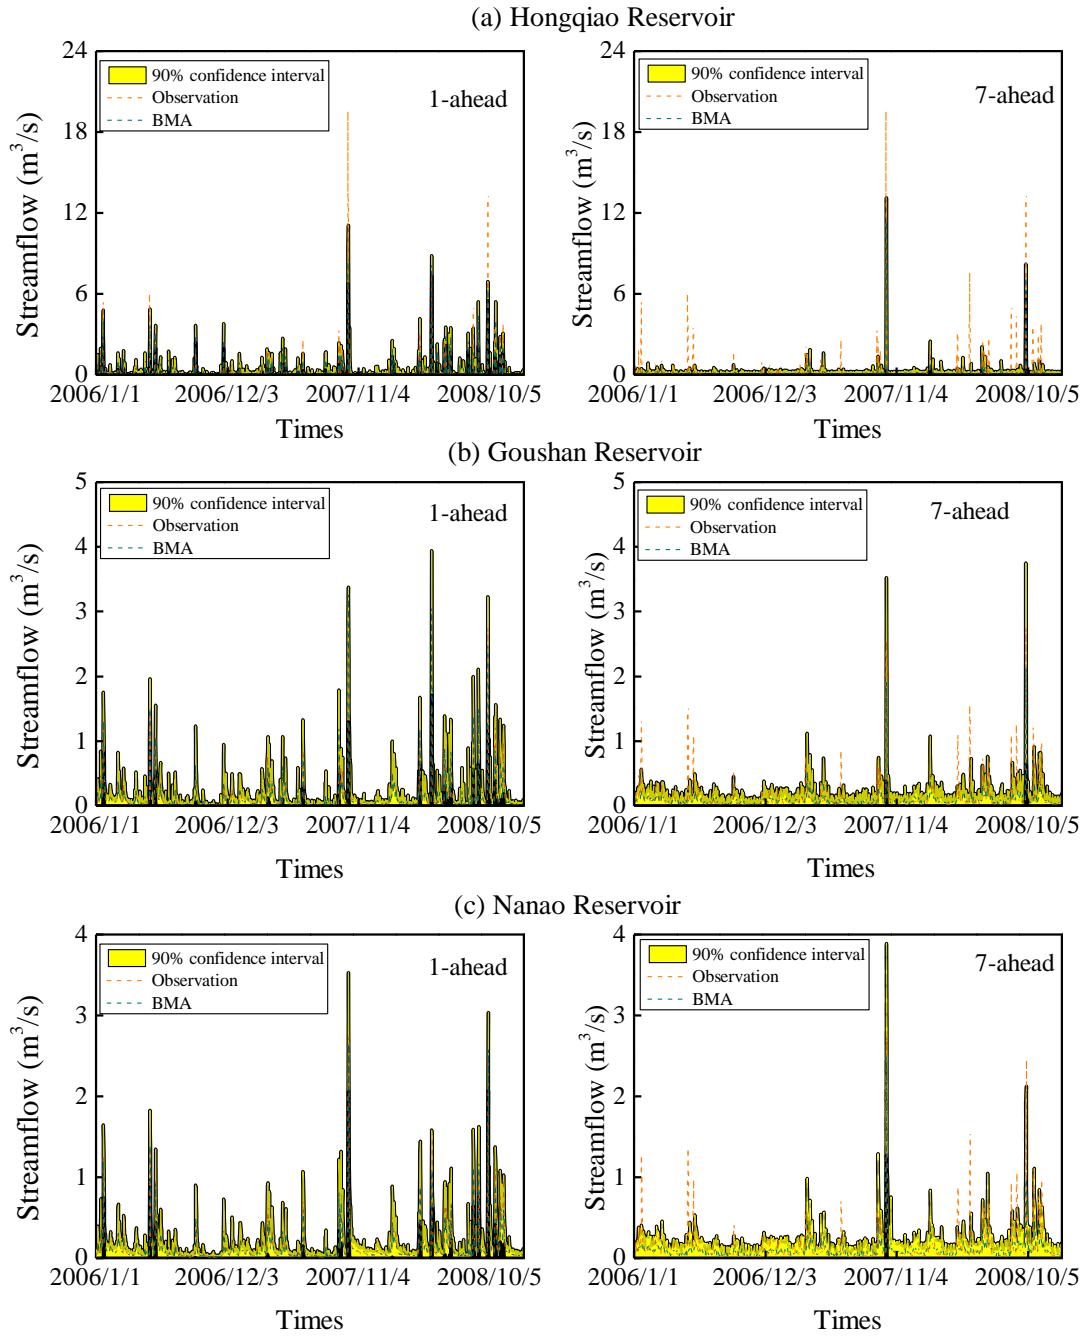 (a) Hongqiao Reservoir
24
18
12
6
0
Streamflow (m³/s)
90% confidence interval
Observation
BMA
1-ahead
2006/1/1 2006/12/3 2007/11/4 2008/10/5
Times
24
18
12
6
0
Streamflow (m³/s)
90% confidence interval
Observation
BMA
7-ahead
2006/1/1 2006/12/3 2007/11/4 2008/10/5
Times
(b) Goushan Reservoir
5
4
3
2
1
0
Streamflow (m³/s)
90% confidence interval
Observation
BMA
1-ahead
2006/1/1 2006/12/3 2007/11/4 2008/10/5
Times
5
4
3
2
1
0
Streamflow (m³/s)
90% confidence interval
Observation
BMA
7-ahead
2006/1/1 2006/12/3 2007/11/4 2008/10/5
Times
(c) Nanao Reservoir
4
3
2
1
0
Streamflow (m³/s)
90% confidence interval
Observation
BMA
1-ahead
2006/1/1 2006/12/3 2007/11/4 2008/10/5
Times
4
3
2
1
0
Streamflow (m³/s)
90% confidence interval
Observation
BMA
7-ahead
2006/1/1 2006/12/3 2007/11/4 2008/10/5
Times